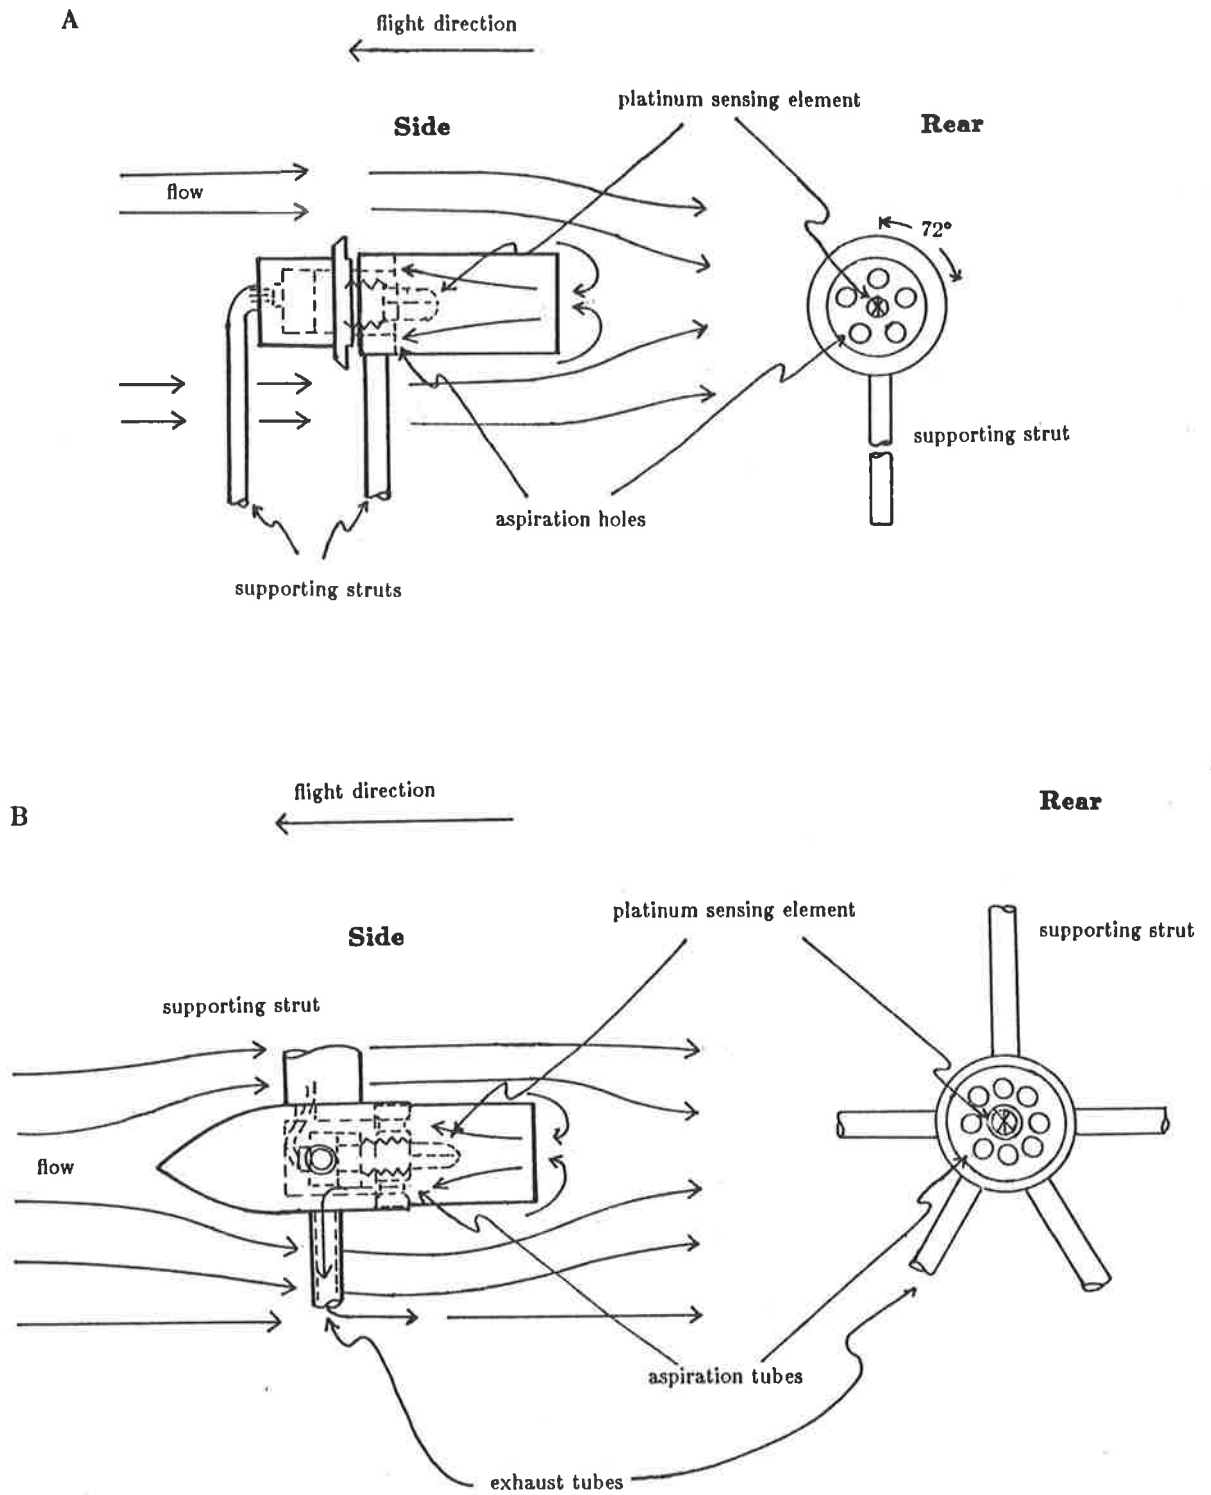 A
flight direction
platinum sensing element
Side
Rear
flow
72°
supporting strut
aspiration holes
supporting struts
B
flight direction
Rear
platinum sensing element
supporting strut
Side
supporting strut
flow
aspiration tubes
exhaust tubes